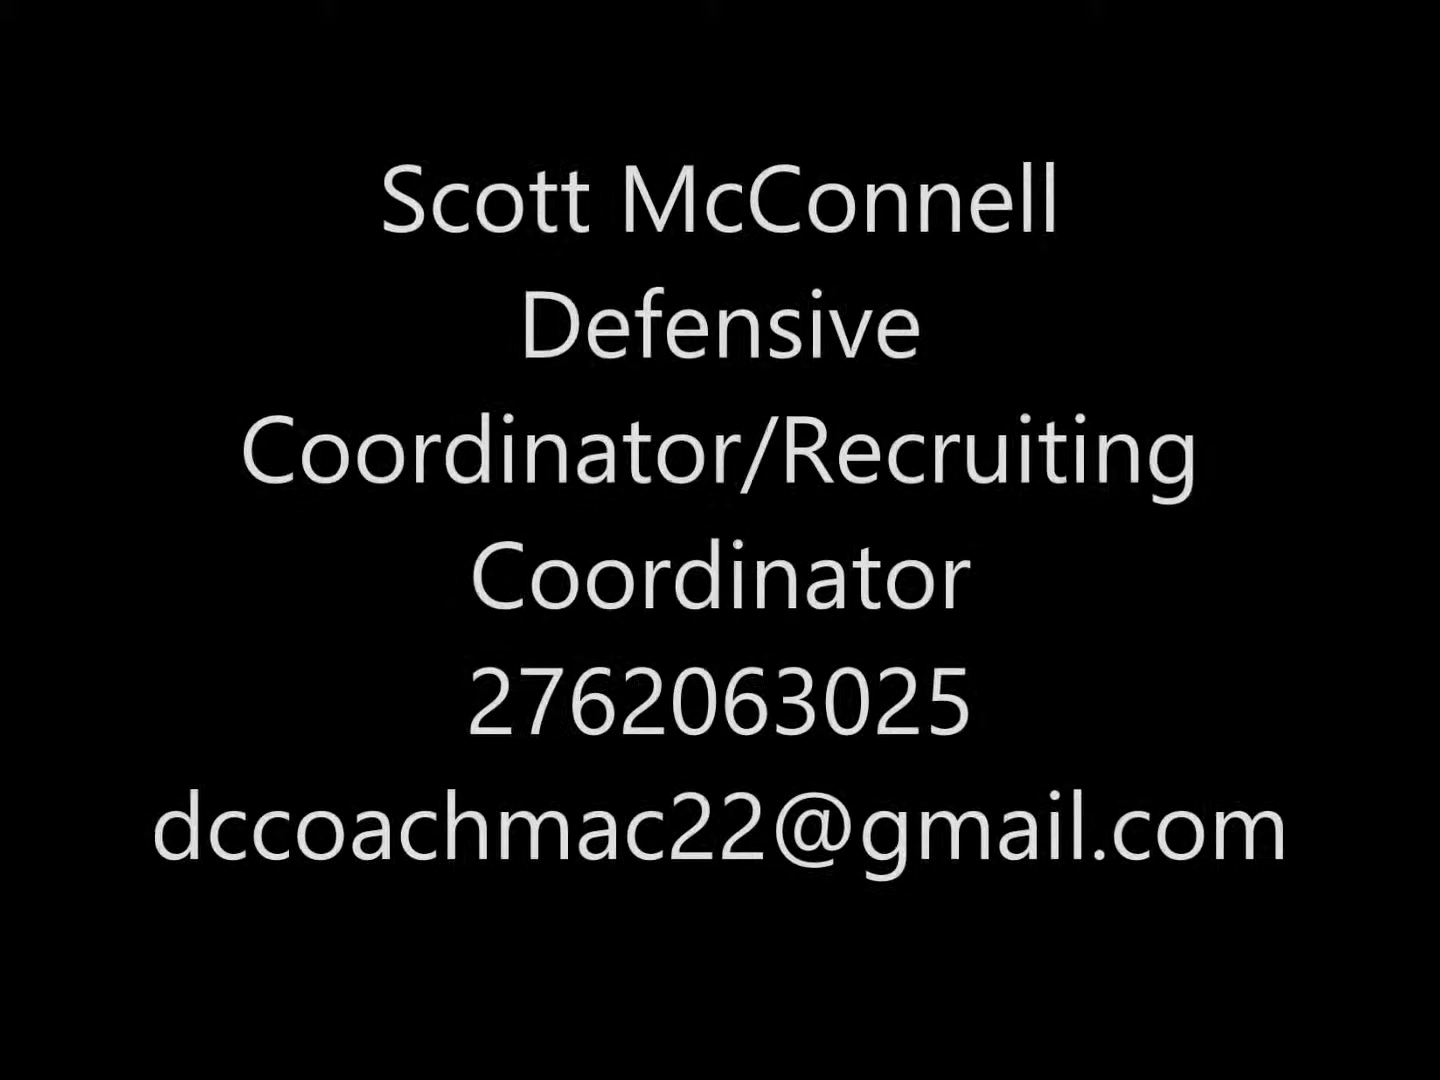 Scott McConnell
Defensive
Coordinator/Recruiting
Coordinator
2762063025
dccoachmac22@gmail.com